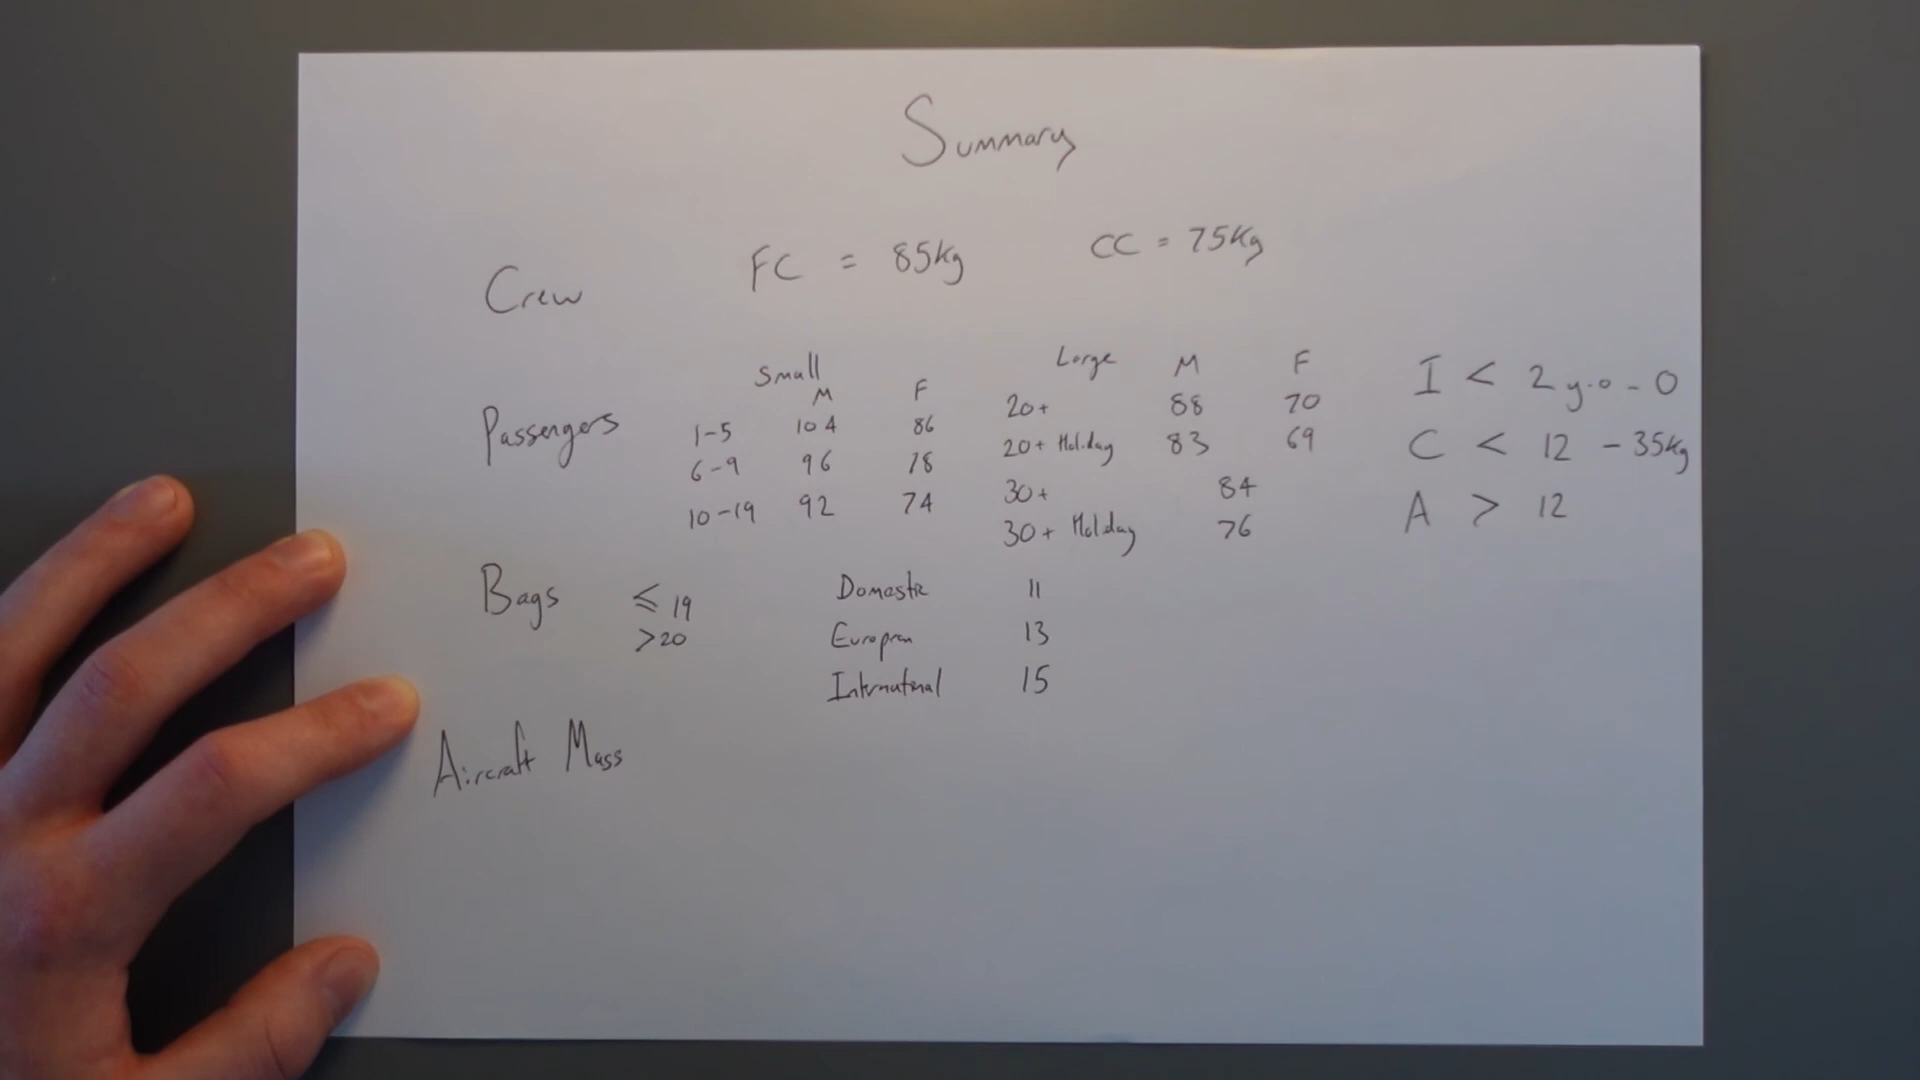 Summary
Crew FC = 85kg CC = 75kg
Passengers
Small
M F
1-5 104 86
6-9 96 78
10-19 92 74
Large M F
20+ 88 70
20+ Holiday 83 69
30+ 84
30+ Holiday 76
I < 2 y.o - 0
C < 12 - 35kg
A > 12
Bags ≤ 19
>20
Domestic 11
European 13
International 15
Aircraft Mass